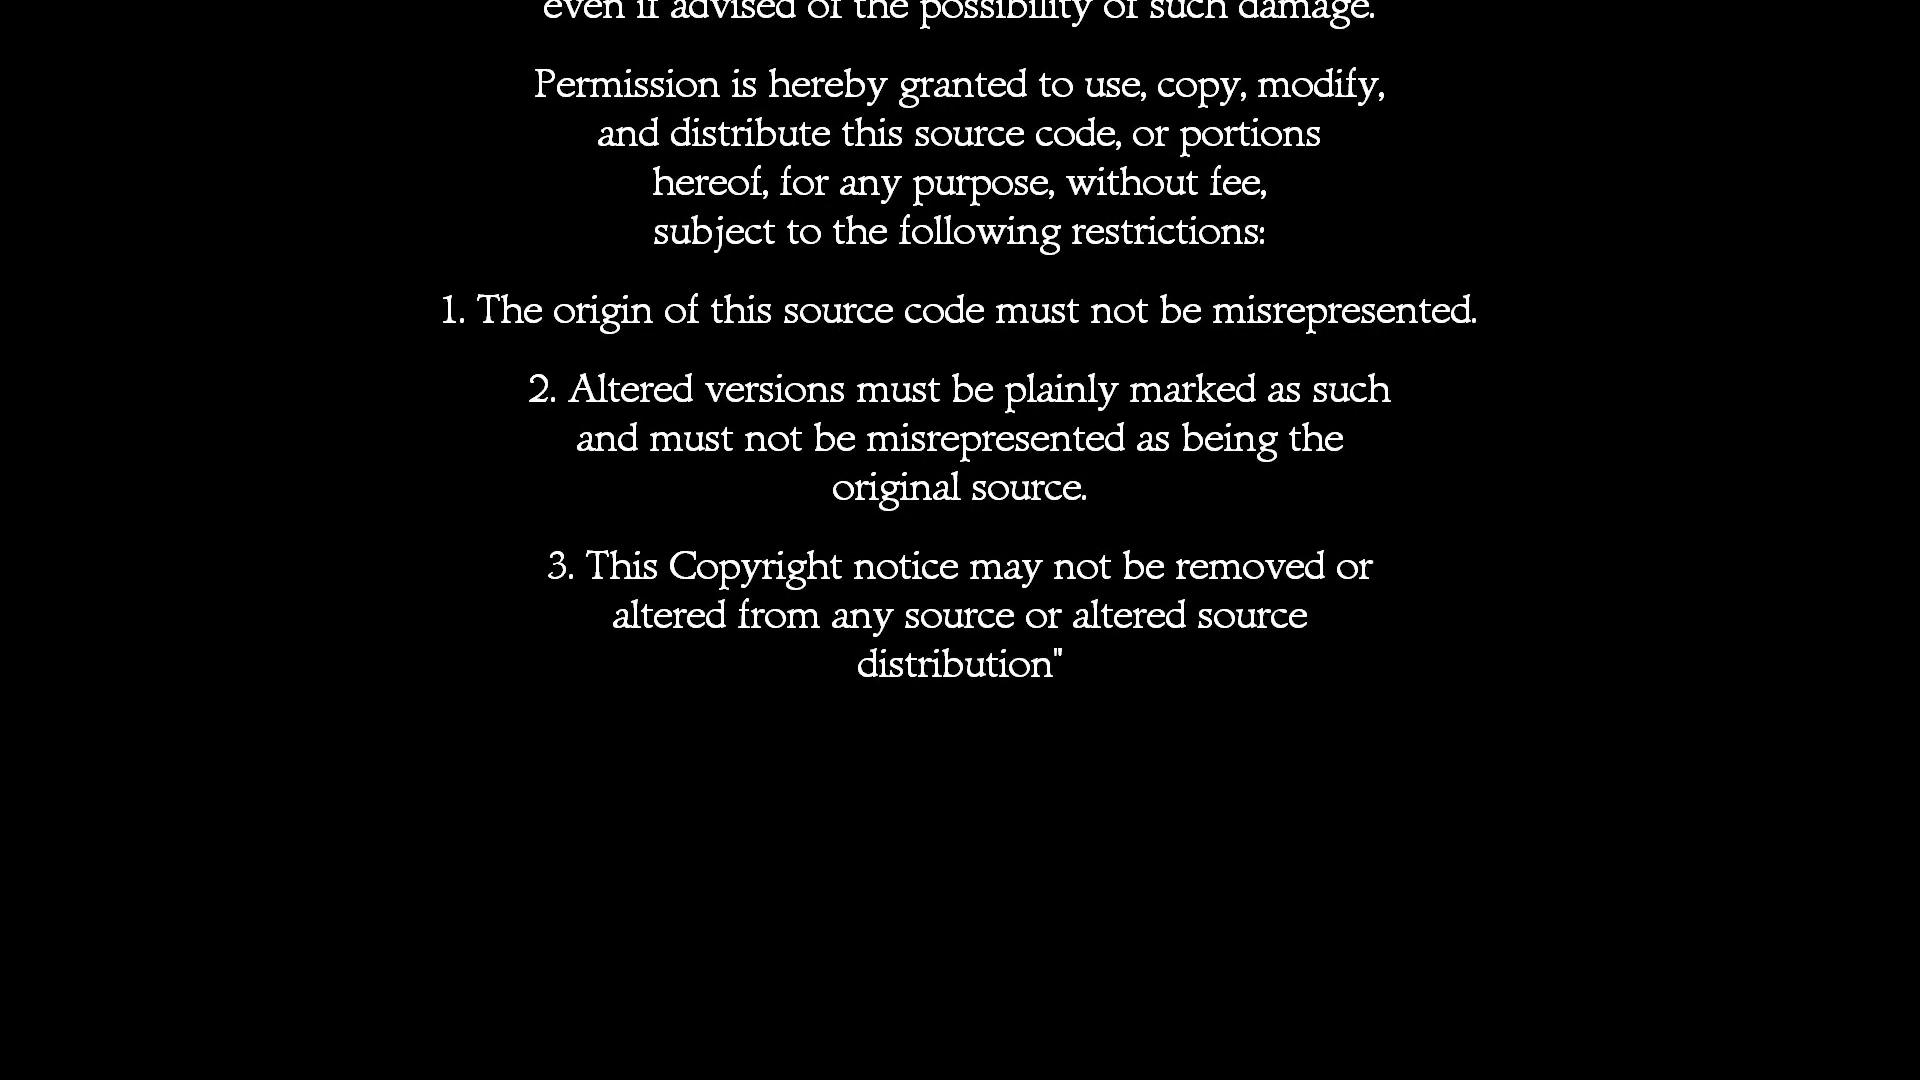 even if advised of the possibility of such damage.
Permission is hereby granted to use, copy, modify,
and distribute this source code, or portions
hereof, for any purpose, without fee,
subject to the following restrictions:
1. The origin of this source code must not be misrepresented.
2. Altered versions must be plainly marked as such
and must not be misrepresented as being the
original source.
3. This Copyright notice may not be removed or
altered from any source or altered source
distribution"